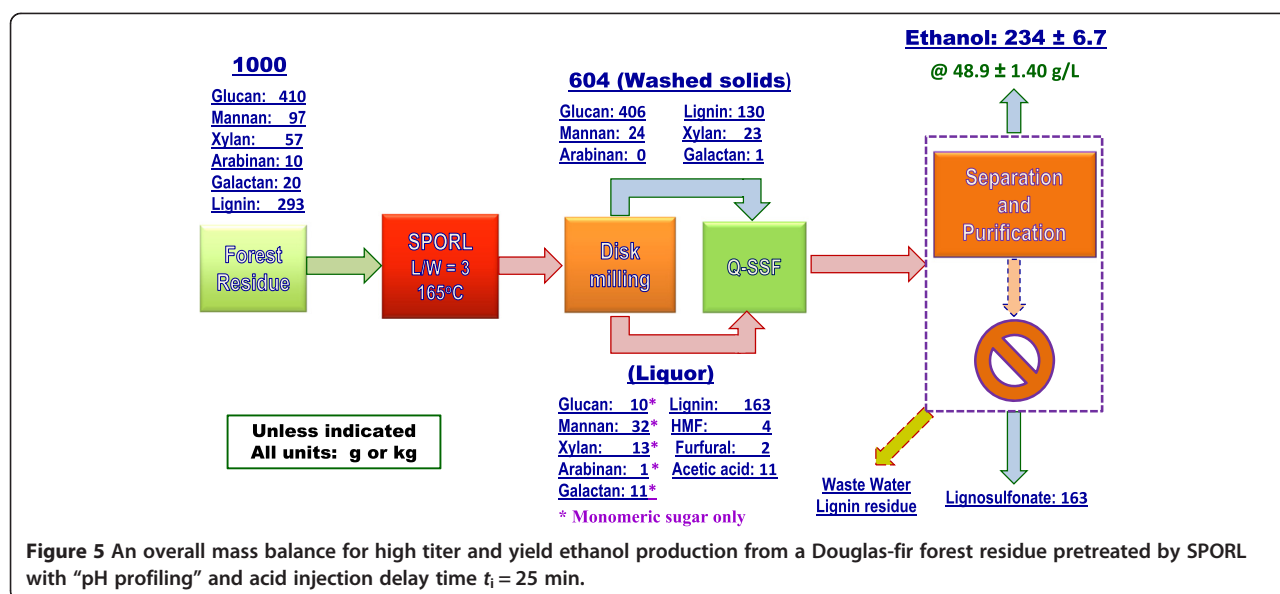 Ethanol: 234 ± 6.7
@ 48.9 ± 1.40 g/L
1000
Glucan: 410
Mannan: 97
Xylan: 57
Arabinan: 10
Galactan: 20
Lignin: 293
604 (Washed solids)
Glucan: 406 Lignin: 130
Mannan: 24 Xylan: 23
Arabinan: 0 Galactan: 1
Forest
Residue
SPORL
L/W = 3
165°C
Disk
milling
Q-SSF
Separation
and
Purification
(Liquor)
Glucan: 10* Lignin: 163
Mannan: 32* HMF: 4
Xylan: 13* Furfural: 2
Arabinan: 1* Acetic acid: 11
Galactan: 11*
* Monomeric sugar only
Unless indicated
All units: g or kg
Waste Water
Lignin residue
Lignosulfonate: 163
Figure 5 An overall mass balance for high titer and yield ethanol production from a Douglas-fir forest residue pretreated by SPORL
with “pH profiling” and acid injection delay time ti = 25 min.